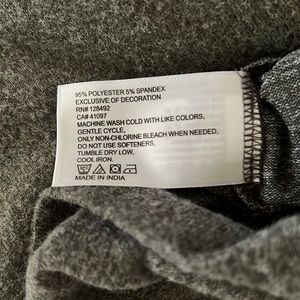 95% POLYESTER 5% SPANDEX
EXCLUSIVE OF DECORATION
RN# 128492
CA# 41097
MACHINE WASH COLD WITH LIKE COLORS,
GENTLE CYCLE,
ONLY NON-CHLORINE BLEACH WHEN NEEDED,
DO NOT USE SOFTENERS,
TUMBLE DRY LOW,
COOL IRON.
MADE IN INDIA